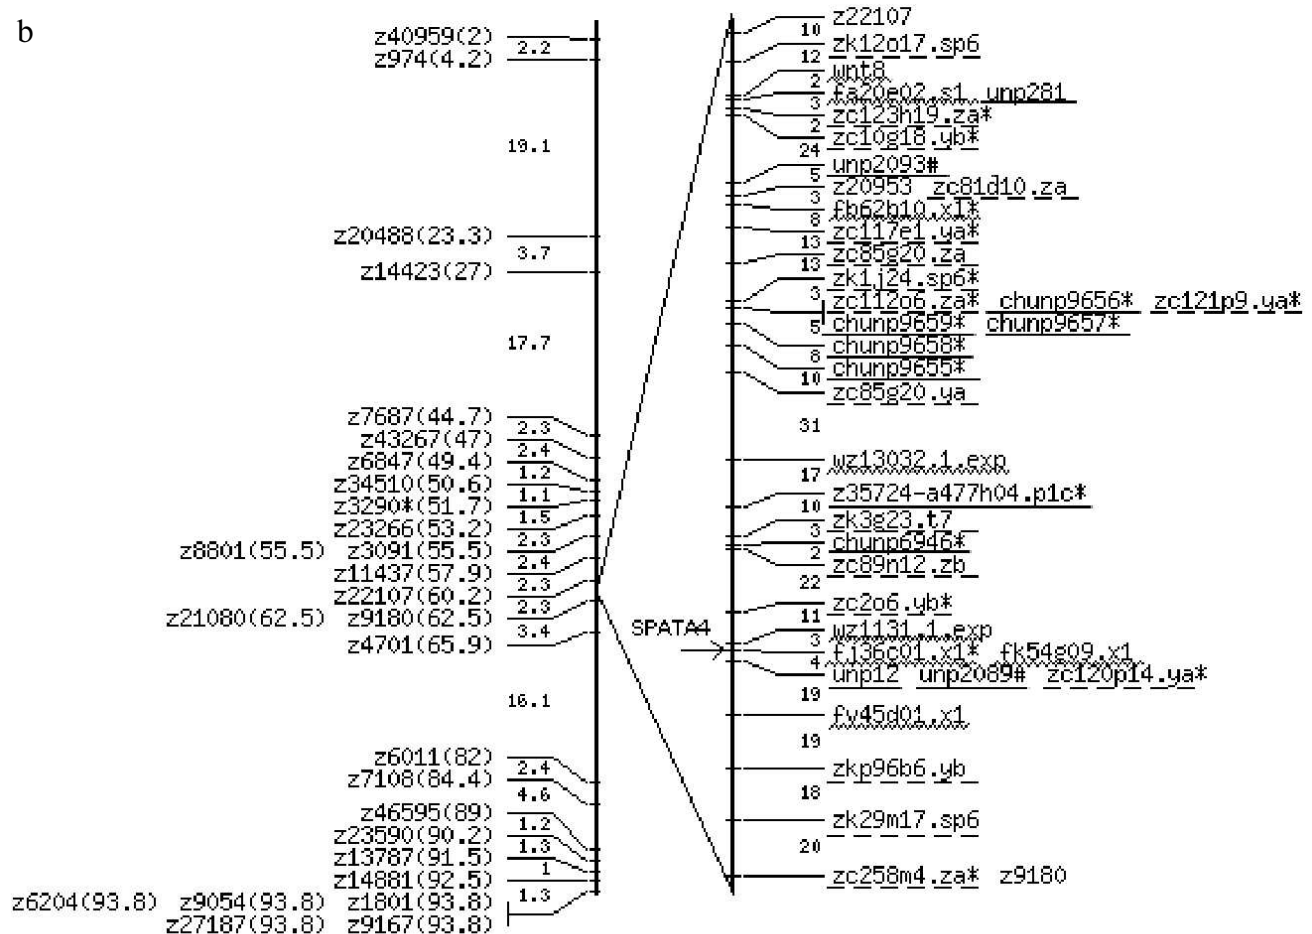 b
z40959(2)
2.2
z974(4.2)
19.1
z20488(23.3)
3.7
z14423(27)
17.7
z7687(44.7)
2.3
z43267(47)
2.4
z6847(49.4)
1.2
z34510(50.6)
1.1
z3290*(51.7)
1.5
z23266(53.2)
2.3
z8801(55.5) z3091(55.5)
2.4
z11437(57.9)
2.3
z22107(60.2)
2.3
z21080(62.5) z9180(62.5)
3.4
z4701(65.9)
16.1
z6011(82)
2.4
z7108(84.4)
4.6
z46595(89)
1.2
z23590(90.2)
1.3
z13787(91.5)
1
z14881(92.5)
1.3
z6204(93.8) z9054(93.8) z1801(93.8)
z27187(93.8) z9167(93.8)
z22107
10
zk12o17.sp6
12
wnt8
2
fa20e02.s1 unp281
3
zc123h19.za*
2
zc10g18.yb*
24
unp2093#
5
z20953 zc81d10.za
3
fb62b10.x1*
8
zc117e1.ya*
13
zc85g20.za
13
zk1j24.sp6*
3
zc112o6.za* chunp9656* zc121p9.ya*
chunp9659* chunp9657*
5
chunp9658*
8
chunp9655*
10
zc85g20.ya
31
wz13032.1.exp
17
z35724-a477h04.p1c*
10
zk3g23.t7
3
chunp6946*
2
zc89n12.zb
22
zc2o6.yb*
11
SPATA4
wz1131.1.exp
3
fj36c01.x1* fk54g09.x1
4
unp12 unp2089# zc120p14.ya*
19
fv45d01.x1
19
zkp96b6.yb
18
zk29m17.sp6
20
zc258m4.za* z9180